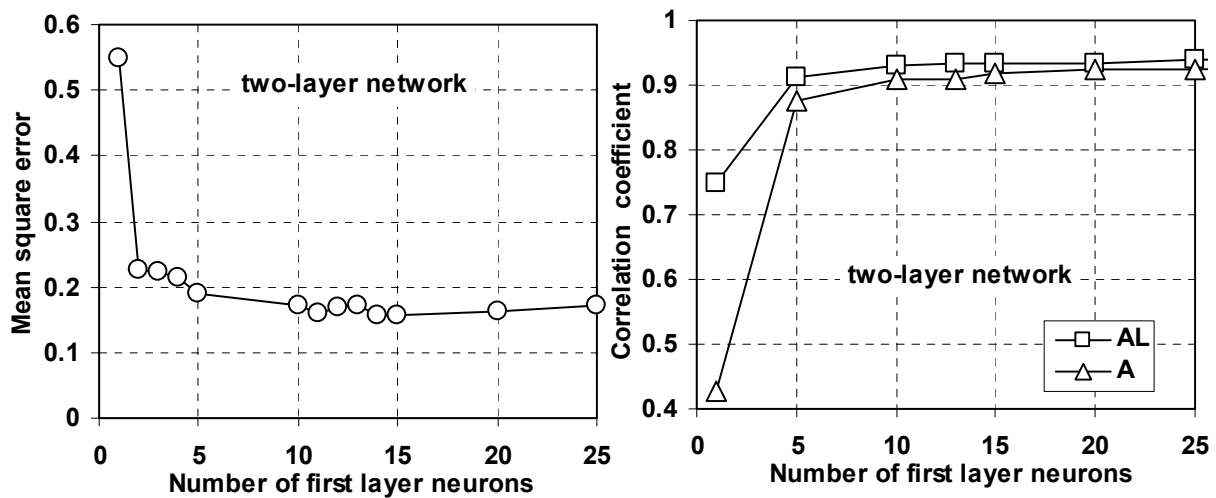 0.6
0.5
0.4
0.3
0.2
0.1
0
Mean square error
two-layer network
0 5 10 15 20 25
Number of first layer neurons
1
0.9
0.8
0.7
0.6
0.5
0.4
Correlation coefficient
two-layer network
AL
A
0 5 10 15 20 25
Number of first layer neurons